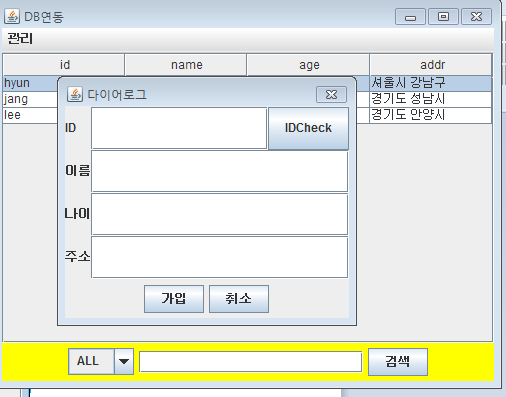 DB연동
관리
id name age addr
hyun 서울시 강남구
jang 경기도 성남시
lee 경기도 안양시
다이어로그
ID IDCheck
이름
나이
주소
가입 취소
ALL 검색